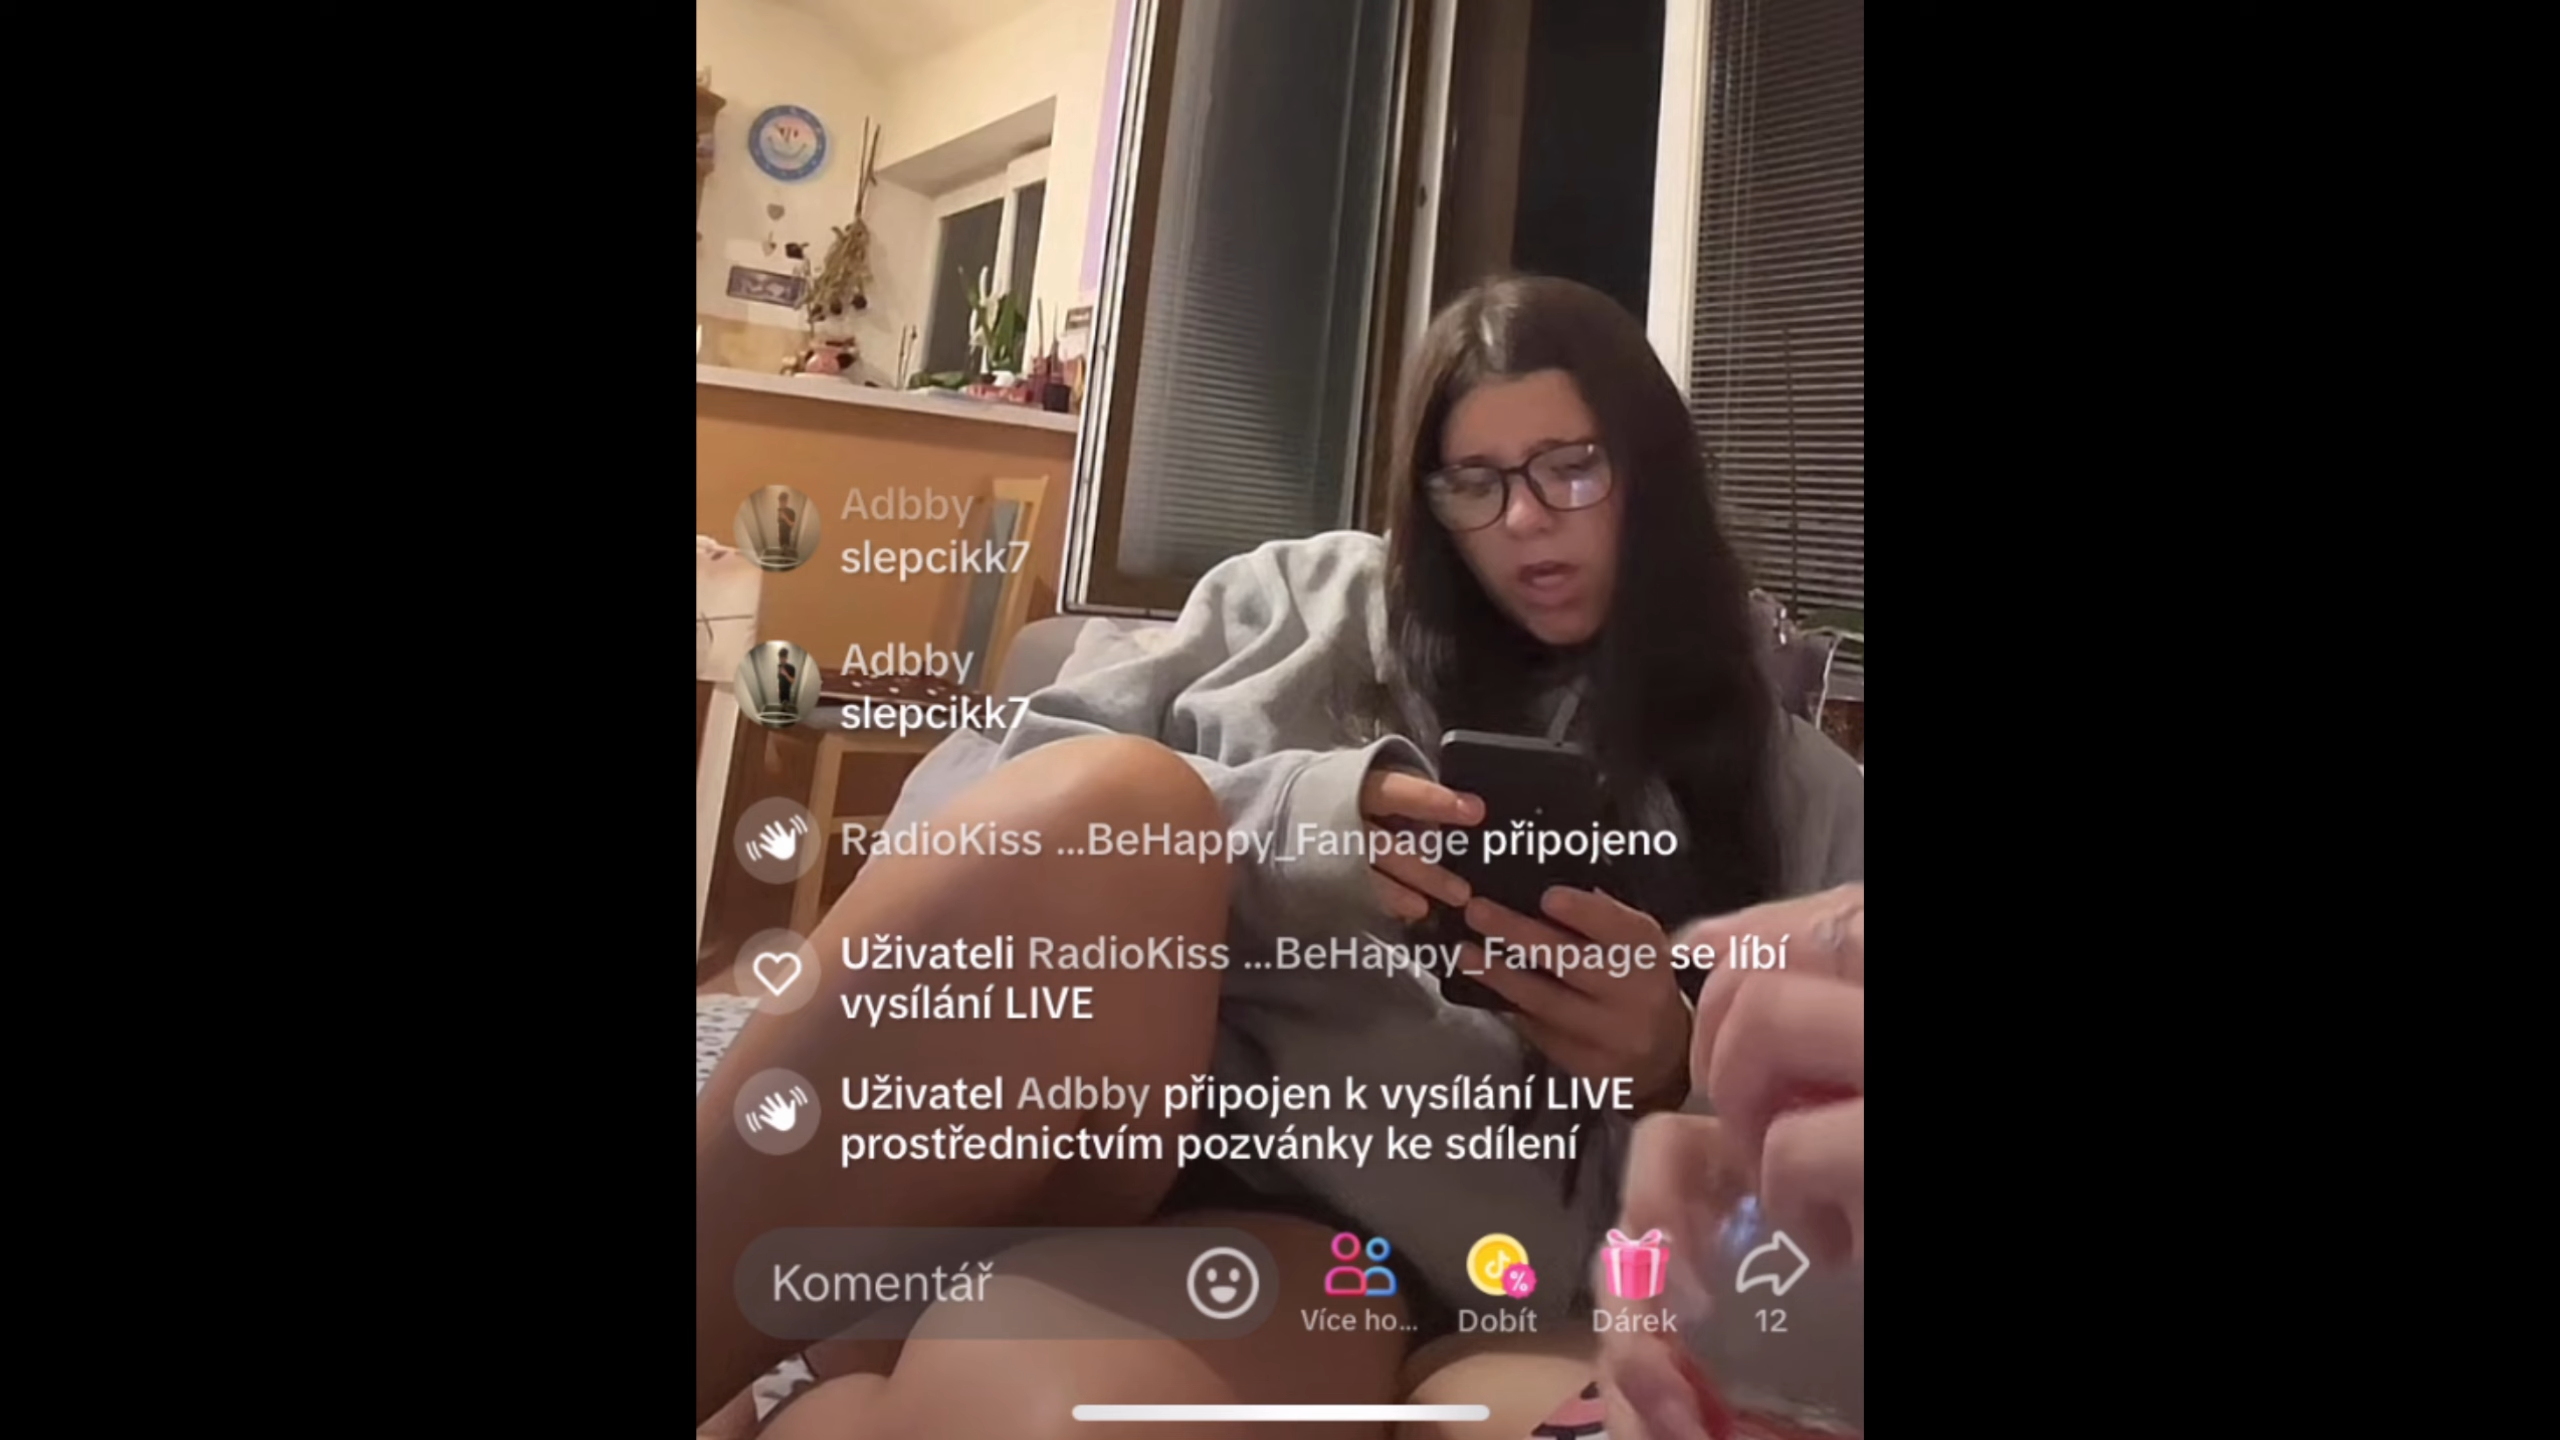 Adbby
slepcikk7
Adbby
slepcikk7
RadioKiss ...BeHappy_Fanpage připojeno
Uživateli RadioKiss ...BeHappy_Fanpage se líbí
vysílání LIVE
Uživatel Adbby připojen k vysílání LIVE
prostřednictvím pozvánky ke sdílení
Komentář
Více ho...
Dobít
Dárek
12